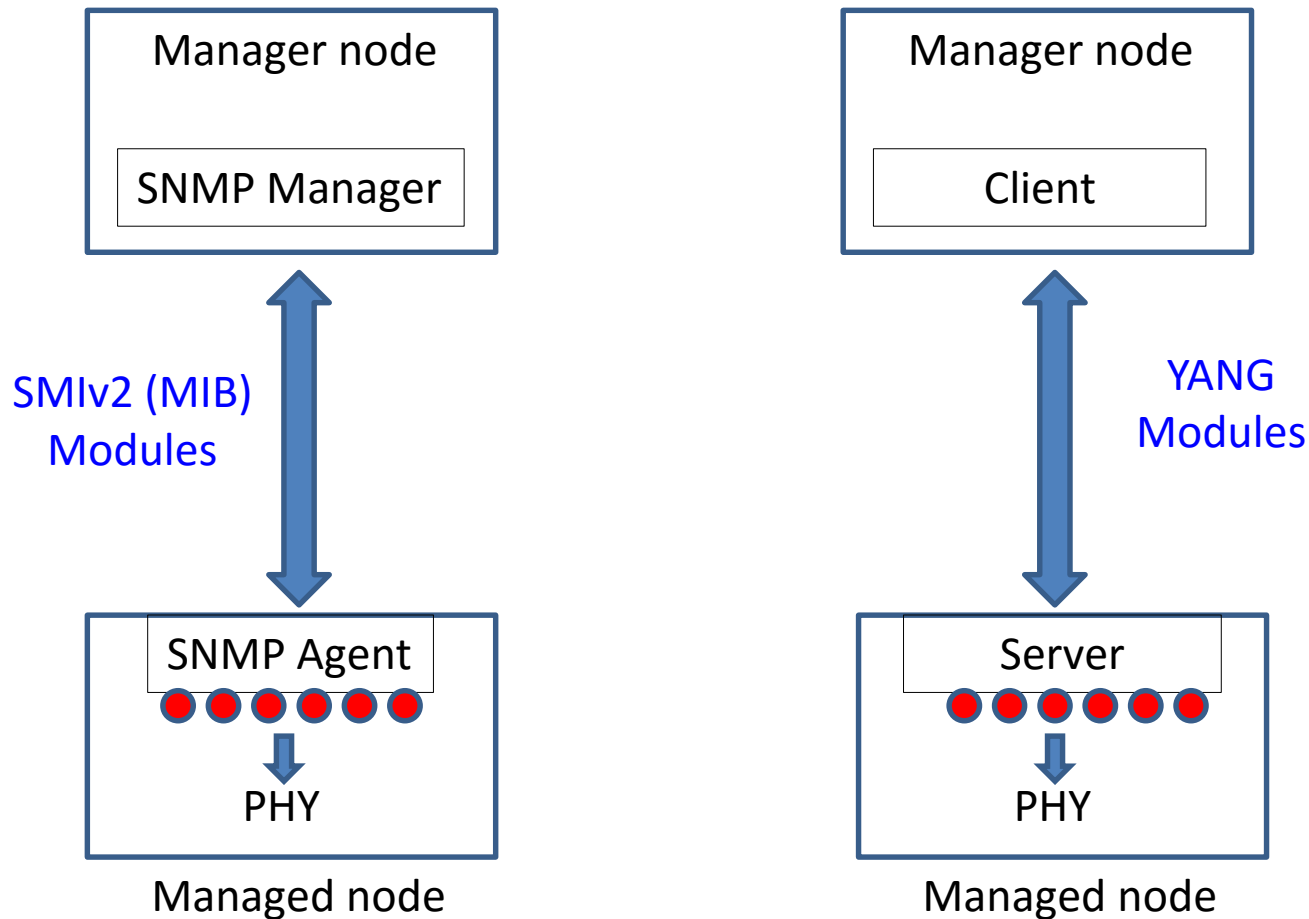 Manager node
SNMP Manager
SMIv2 (MIB)
Modules
SNMP Agent
PHY
Managed node
Manager node
Client
YANG
Modules
Server
PHY
Managed node